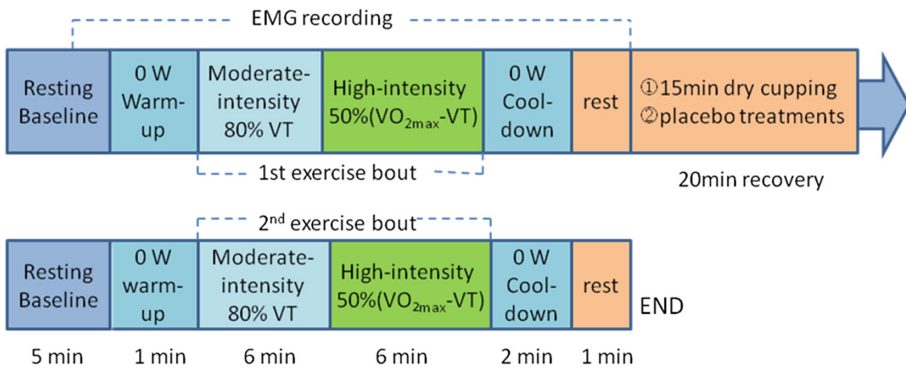 EMG recording
Resting
Baseline
0 W
Warm-
up
Moderate-
intensity
80% VT
High-intensity
50%(VO2max-VT)
0 W
Cool-
down
rest
①15min dry cupping
②placebo treatments
1st exercise bout
20min recovery
2nd exercise bout
Resting
Baseline
0 W
warm-
up
Moderate-
intensity
80% VT
High-intensity
50%(VO2max-VT)
0 W
Cool-
down
rest
END
5 min 1 min 6 min 6 min 2 min 1 min